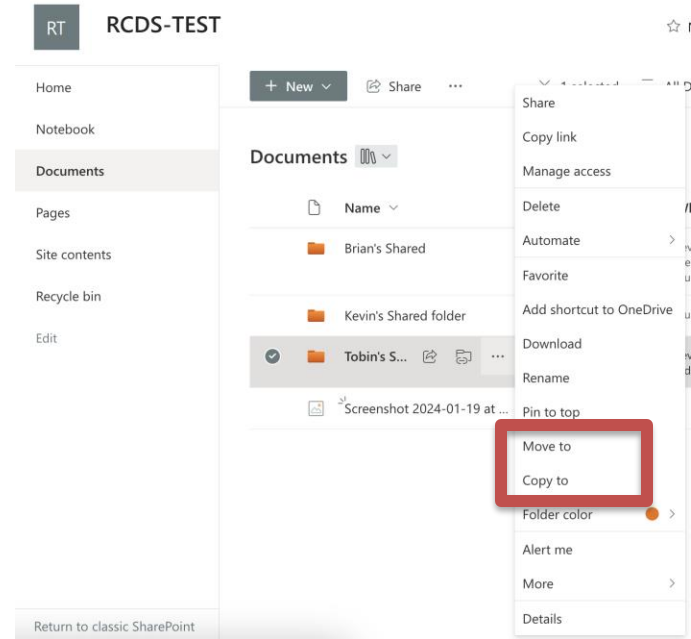 RT
RCDS-TEST
Home
Notebook
Documents
Pages
Site contents
Recycle bin
Edit
Return to classic SharePoint
+ New
Share
...
Documents
Name
Brian's Shared
Kevin's Shared folder
Tobin's S...
Screenshot 2024-01-19 at ...
Share
Copy link
Manage access
Delete
Automate
Favorite
Add shortcut to OneDrive
Download
Rename
Pin to top
Move to
Copy to
Folder color
Alert me
More
Details